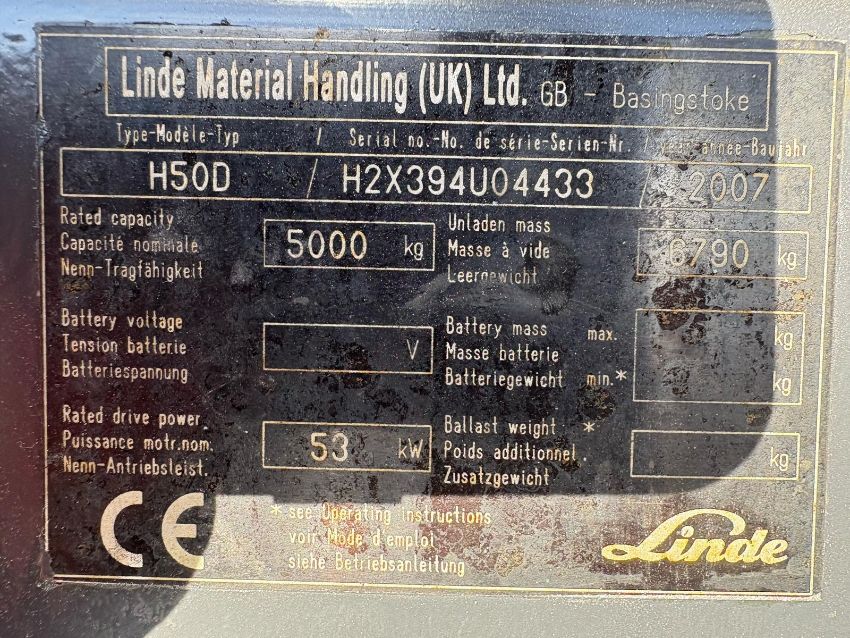 Linde Material Handling (UK) Ltd. GB - Basingstoke
Type-Modèle-Typ / Serial no.-No. de série-Serien-Nr. / year-année-Baujahr
H50D / H2X394U04433 / 2007
Rated capacity
Capacité nominale
Nenn-Tragfähigkeit
5000 kg
Unladen mass
Masse à vide
Leergewicht
6790 kg
Battery voltage
Tension batterie
Batteriespannung
V
Battery mass max.
Masse batterie
Batteriegewicht min.*
kg
kg
Rated drive power
Puissance motr.nom.
Nenn-Antriebsleist.
53 kW
Ballast weight *
Poids additionnel
Zusatzgewicht
kg
CE
* see Operating instructions
voir Mode d'emploi
siehe Betriebsanleitung
Linde